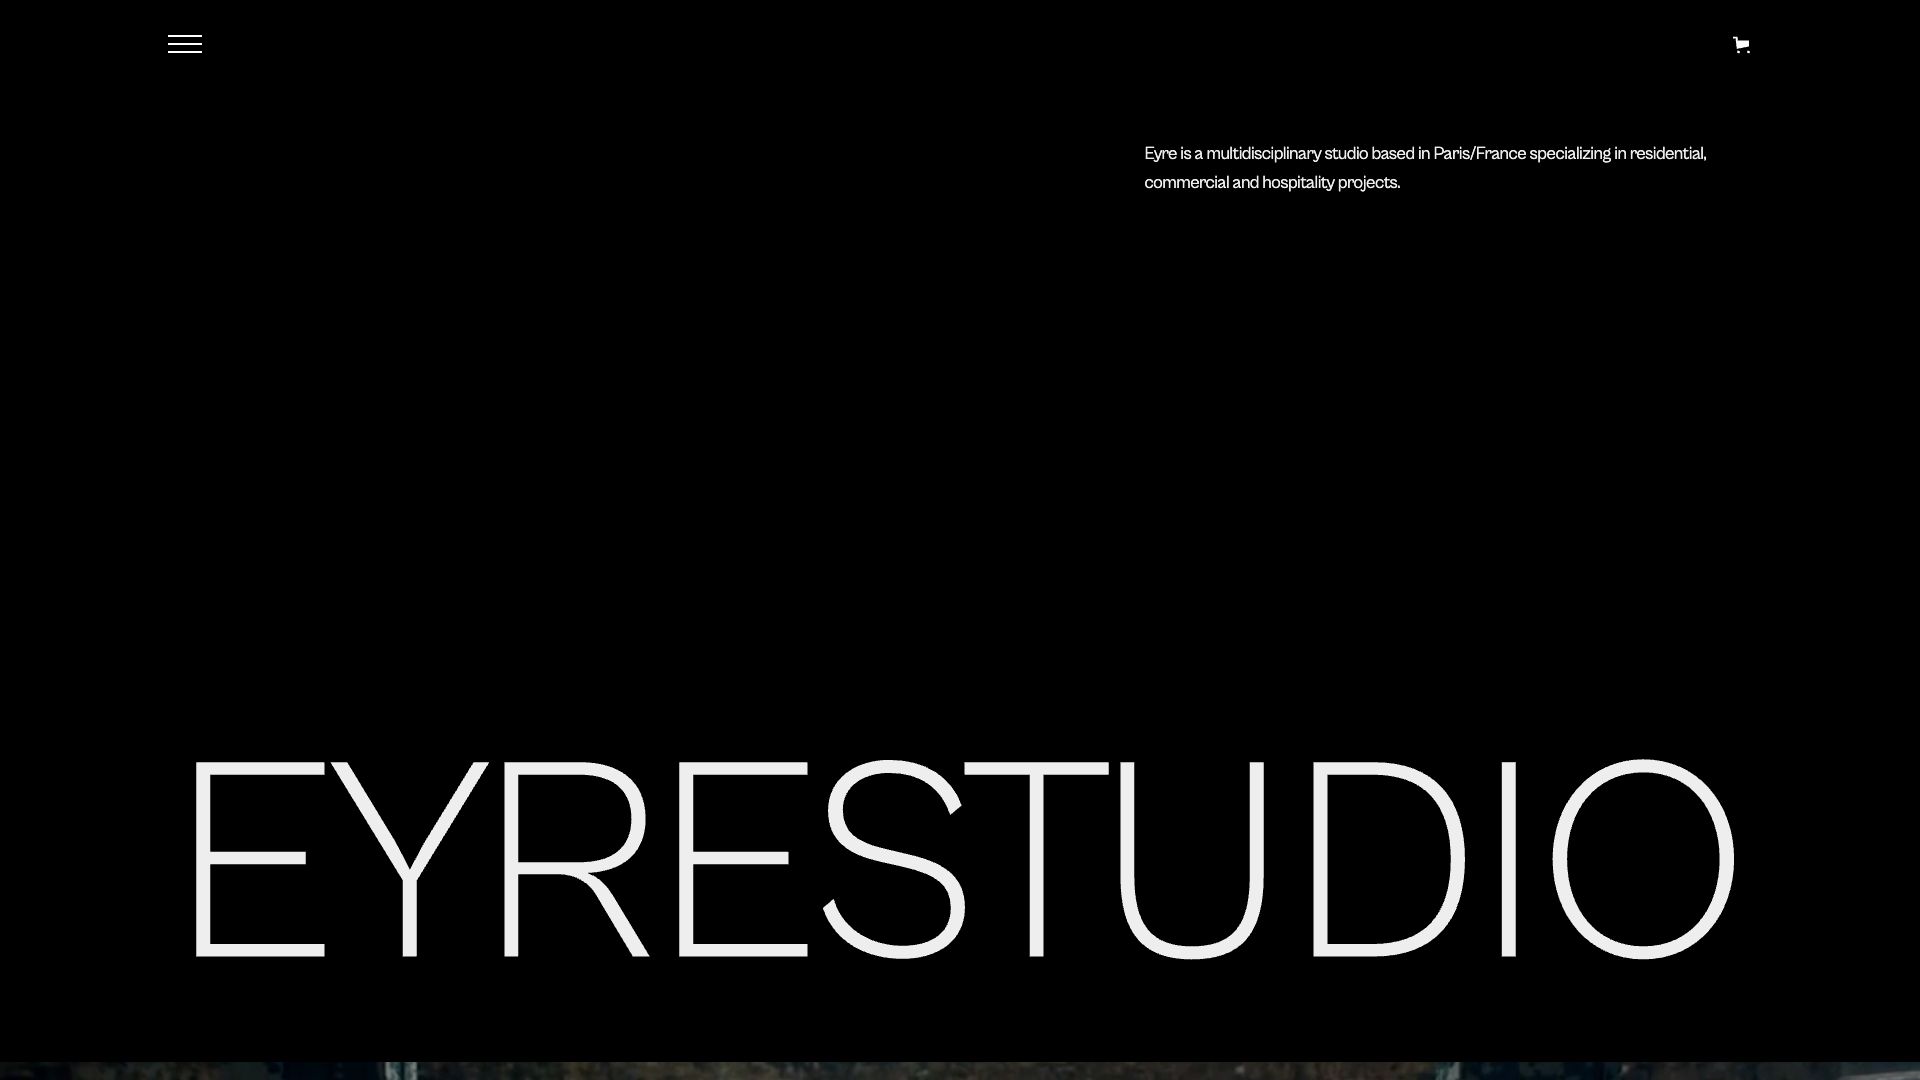 Eyre is a multidisciplinary studio based in Paris/France specializing in residential,
commercial and hospitality projects.
EYRESTUDIO